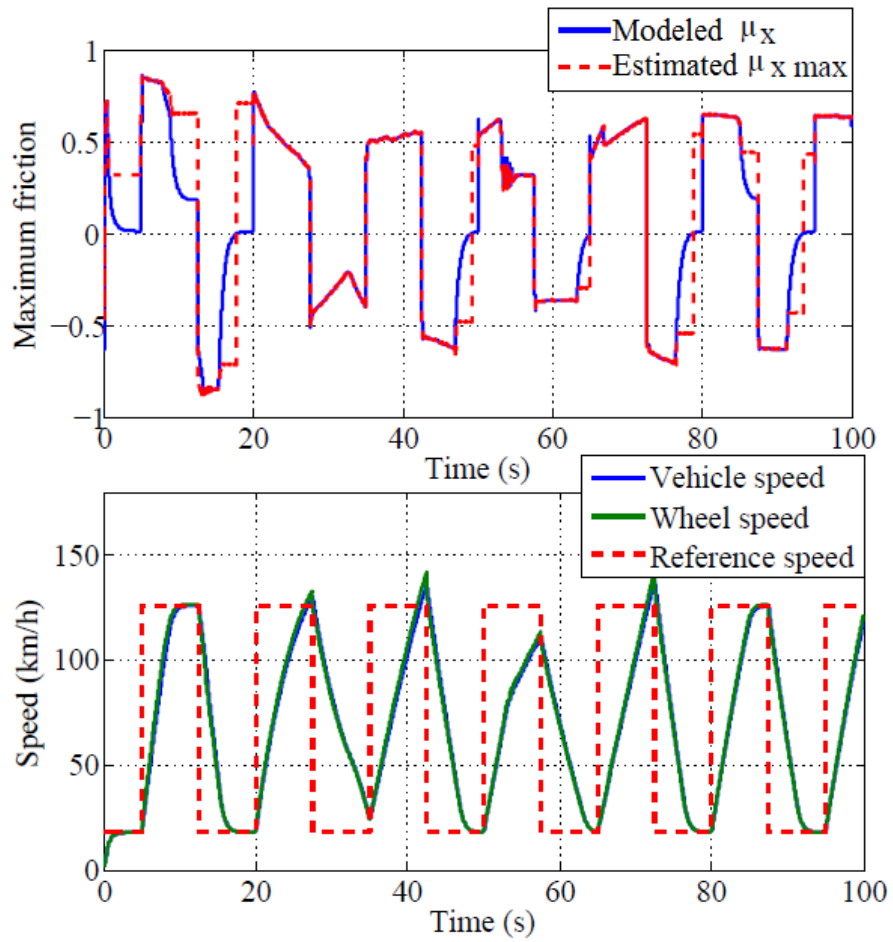 Modeled μx
Estimated μx max
Maximum friction
1
0.5
0
−0.5
−1
0 20 40 60 80 100
Time (s)
Vehicle speed
Wheel speed
Reference speed
Speed (km/h)
150
100
50
0
0 20 40 60 80 100
Time (s)